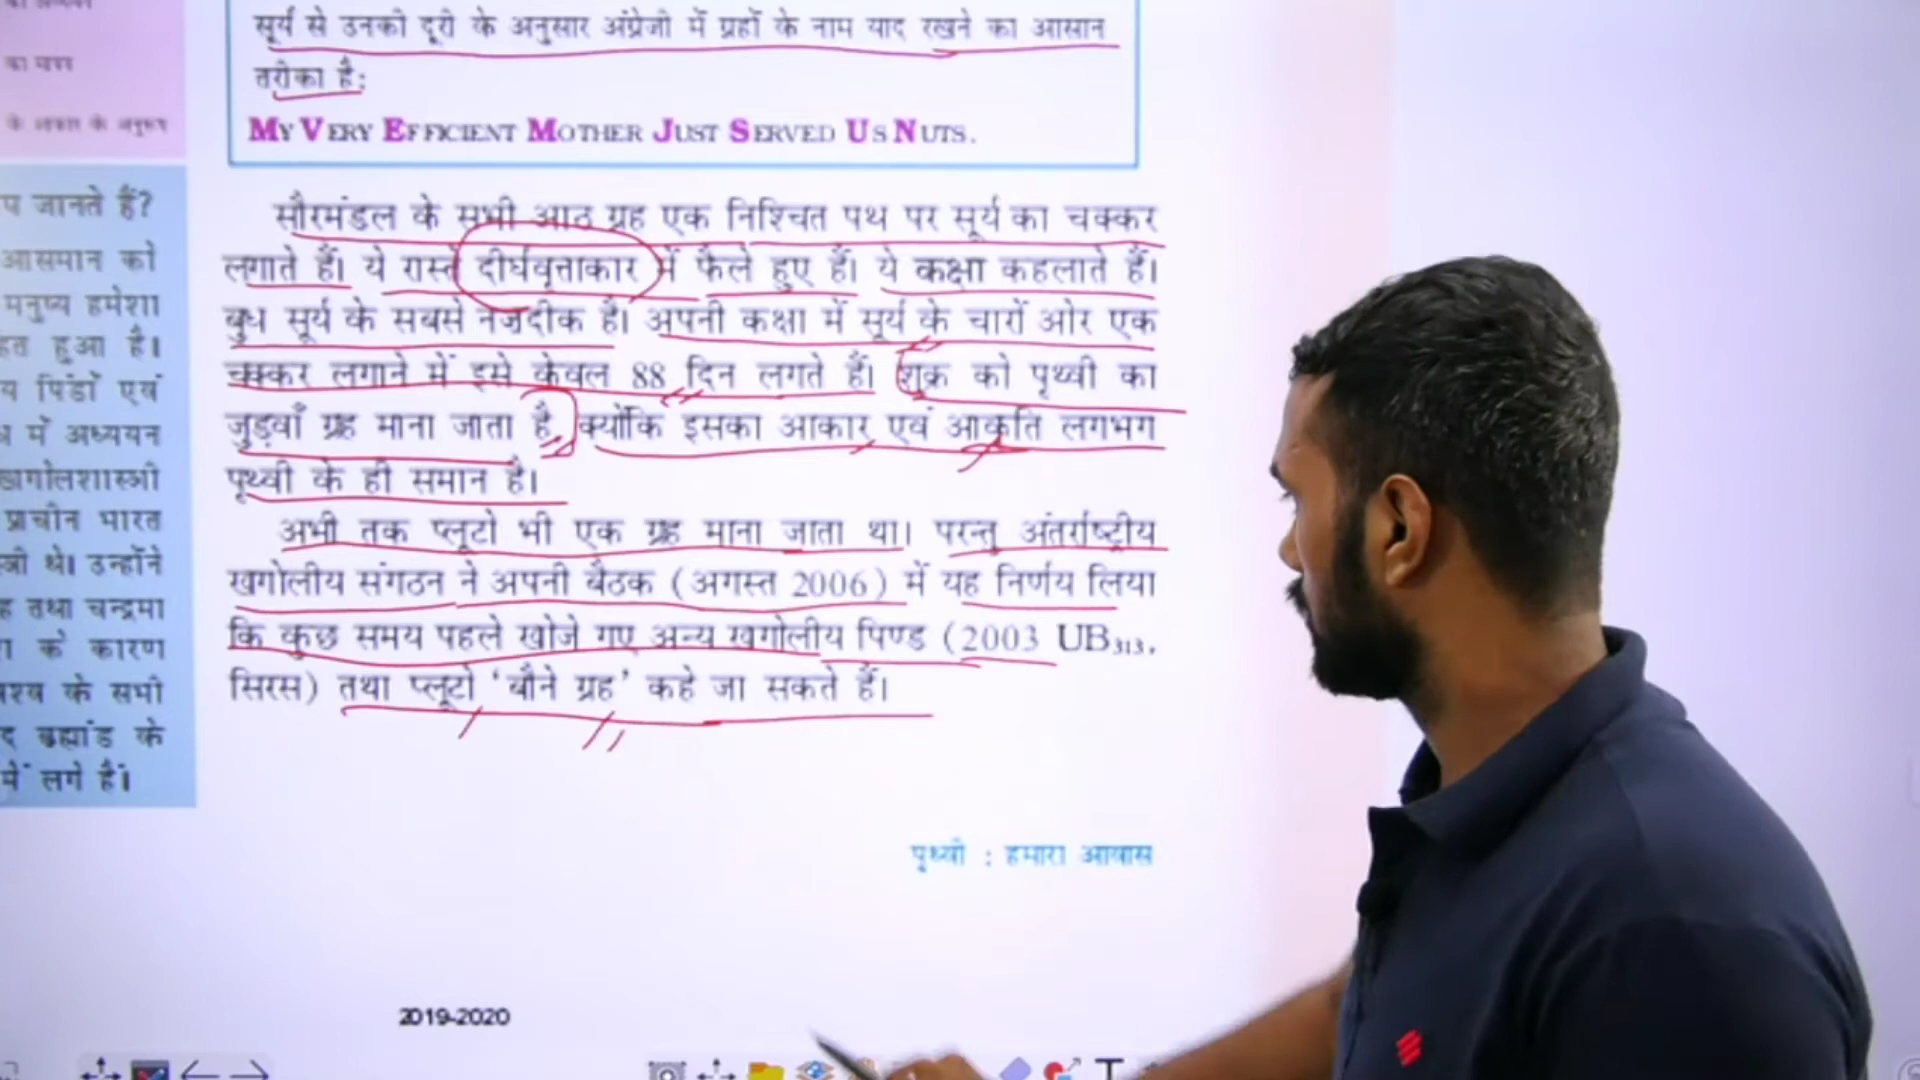 सूर्य से उनकी दूरी के अनुसार अंग्रेजी में ग्रहों के नाम याद रखने का आसान
तरीका है:
MY VERY EFFICIENT MOTHER JUST SERVED US NUTS.
सौरमंडल के सभी आठ ग्रह एक निश्चित पथ पर सूर्य का चक्कर
लगाते हैं। ये रास्ते दीर्घवृत्ताकार में फैले हुए हैं। ये कक्षा कहलाते हैं।
बुध सूर्य के सबसे नजदीक है। अपनी कक्षा में सूर्य के चारों ओर एक
चक्कर लगाने में इसे केवल 88 दिन लगते हैं। शुक्र को पृथ्वी का
जुड़वाँ ग्रह माना जाता है, क्योंकि इसका आकार एवं आकृति लगभग
पृथ्वी के ही समान है।
अभी तक प्लूटो भी एक ग्रह माना जाता था। परन्तु अंतर्राष्ट्रीय
खगोलीय संगठन ने अपनी बैठक (अगस्त 2006) में यह निर्णय लिया
कि कुछ समय पहले खोजे गए अन्य खगोलीय पिण्ड (2003 UB₃₁₃,
सिरस) तथा प्लूटो ‘बौने ग्रह’ कहे जा सकते हैं।
पृथ्वी : हमारा आवास
2019-2020
के आकार के अनुरूप
प जानते हैं?
आसमान को
मनुष्य हमेशा
हुआ है।
पिंडों एवं
में अध्ययन
खगोलशास्त्री
प्राचीन भारत
थे। उन्होंने
तथा चन्द्रमा
के कारण
के सभी
ब्रह्मांड के
में लगे हैं।
T